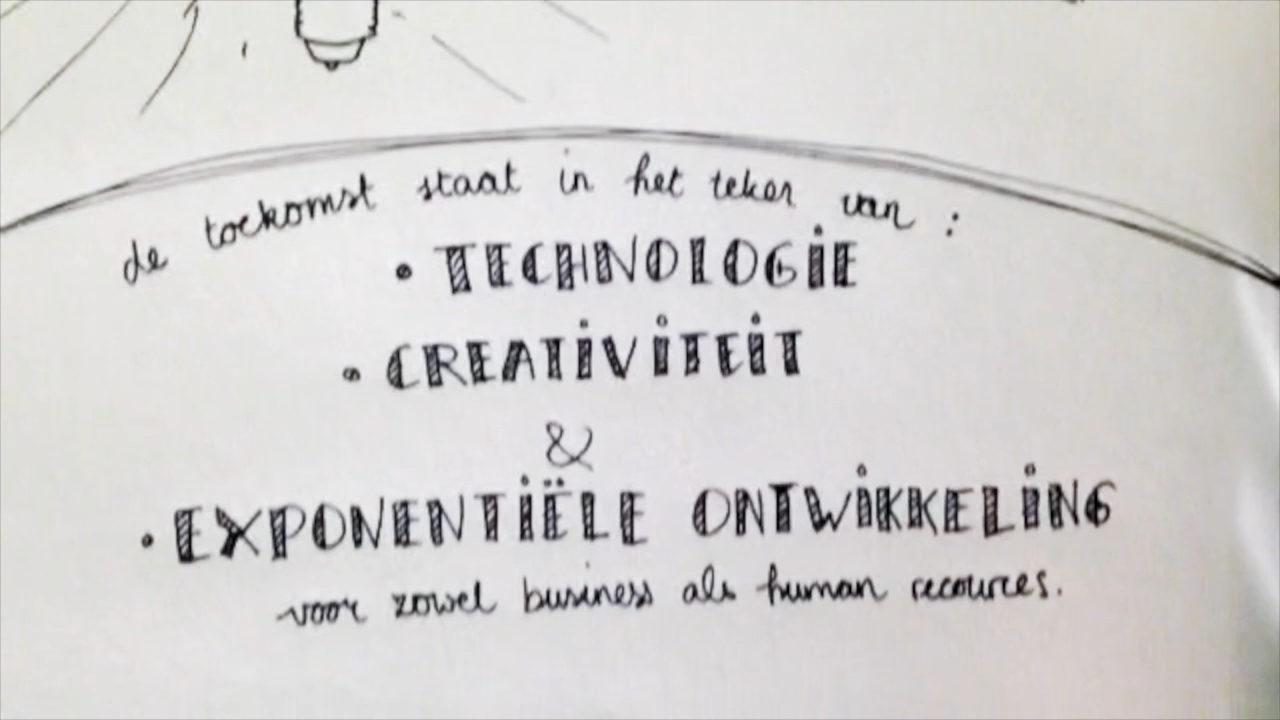 de toekomst staat in het teken van :
• TECHNOLOGiE
• CREATiViTEiT
&
• EXPONENTiËLE ONTWiKKELiNG
voor zowel business als human recources.